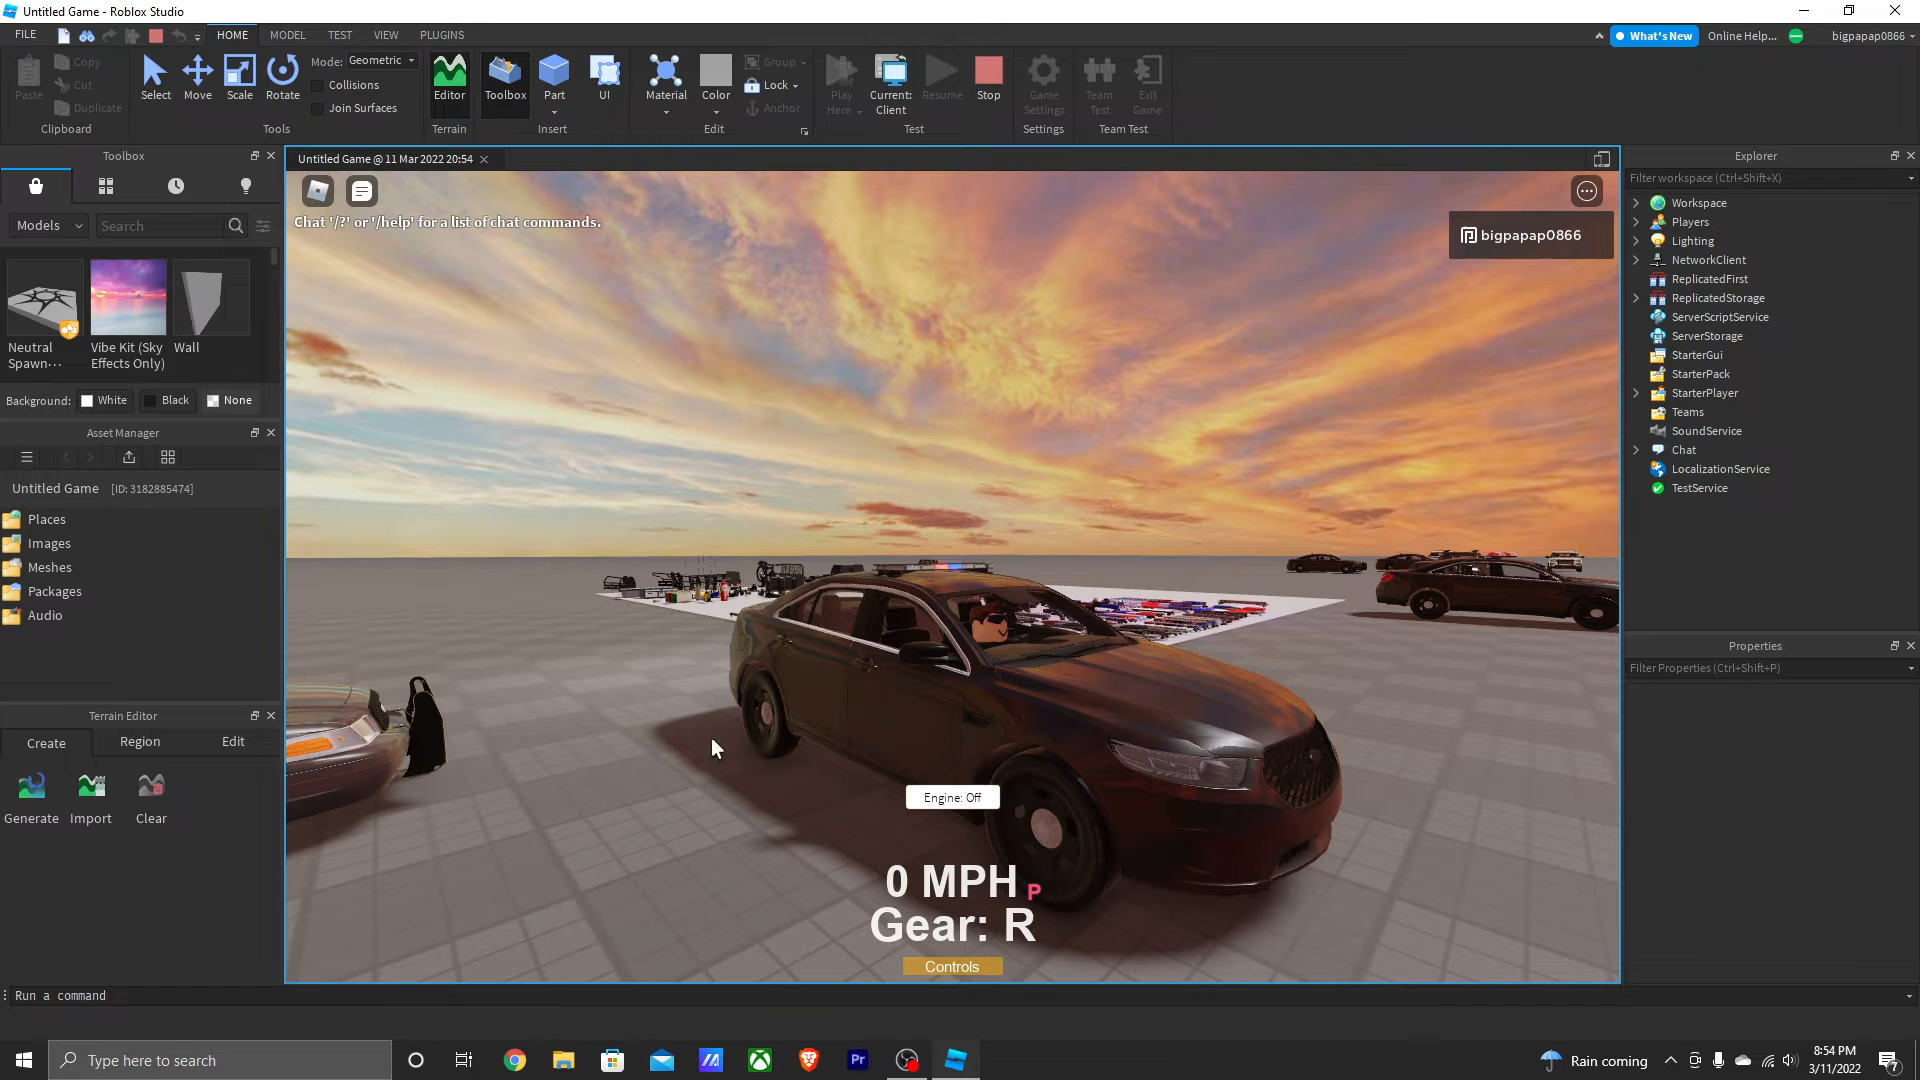 Untitled Game - Roblox Studio
FILE
HOME
MODEL
TEST
VIEW
PLUGINS
What's New
Online Help...
bigpapap0866
Paste
Copy
Cut
Duplicate
Clipboard
Select
Move
Scale
Rotate
Mode: Geometric
Collisions
Join Surfaces
Tools
Editor
Terrain
Toolbox
Part
UI
Insert
Material
Color
Group
Lock
Anchor
Edit
Play
Here
Current:
Client
Resume
Stop
Test
Game
Settings
Settings
Team
Test
Exit
Game
Team Test
Toolbox
Models
Search
Neutral
Spawn...
Vibe Kit (Sky
Effects Only)
Wall
Background:
White
Black
None
Asset Manager
Untitled Game [ID: 3182885474]
Places
Images
Meshes
Packages
Audio
Terrain Editor
Create
Region
Edit
Generate
Import
Clear
Untitled Game @ 11 Mar 2022 20:54
Chat '/?' or '/help' for a list of chat commands.
bigpapap0866
Engine: Off
0 MPH P
Gear: R
Controls
Explorer
Filter workspace (Ctrl+Shift+X)
Workspace
Players
Lighting
NetworkClient
ReplicatedFirst
ReplicatedStorage
ServerScriptService
ServerStorage
StarterGui
StarterPack
StarterPlayer
Teams
SoundService
Chat
LocalizationService
TestService
Properties
Filter Properties (Ctrl+Shift+P)
Run a command
Type here to search
Pr
Rain coming
8:54 PM
3/11/2022
7